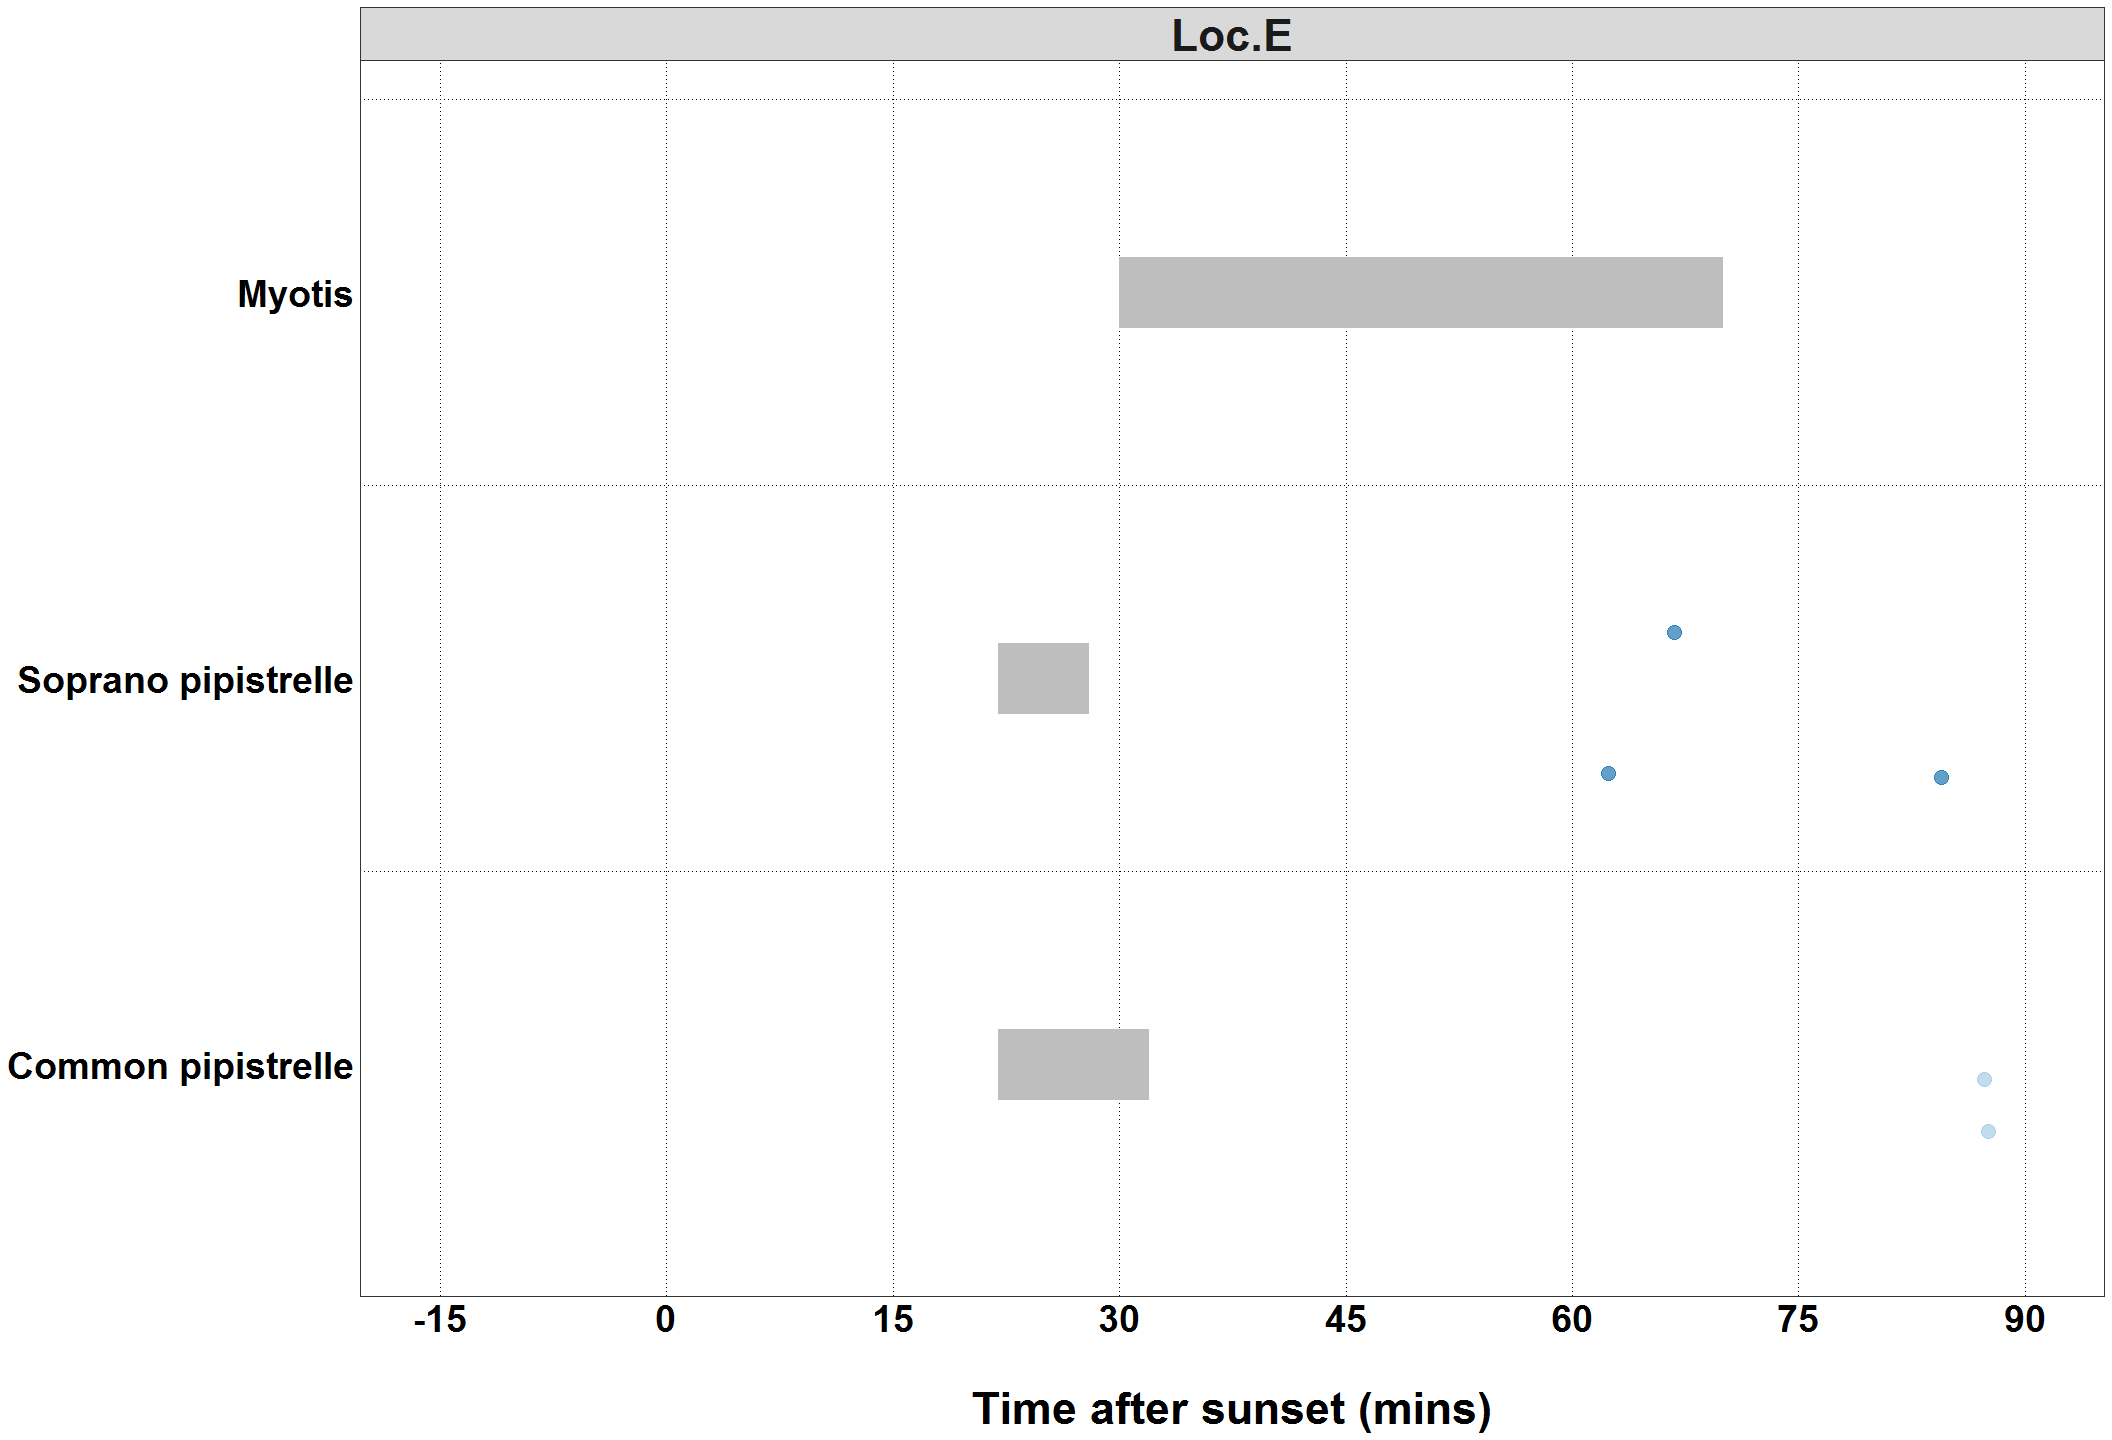 Loc.E
Myotis
Soprano pipistrelle
Common pipistrelle
-15 0 15 30 45 60 75 90
Time after sunset (mins)